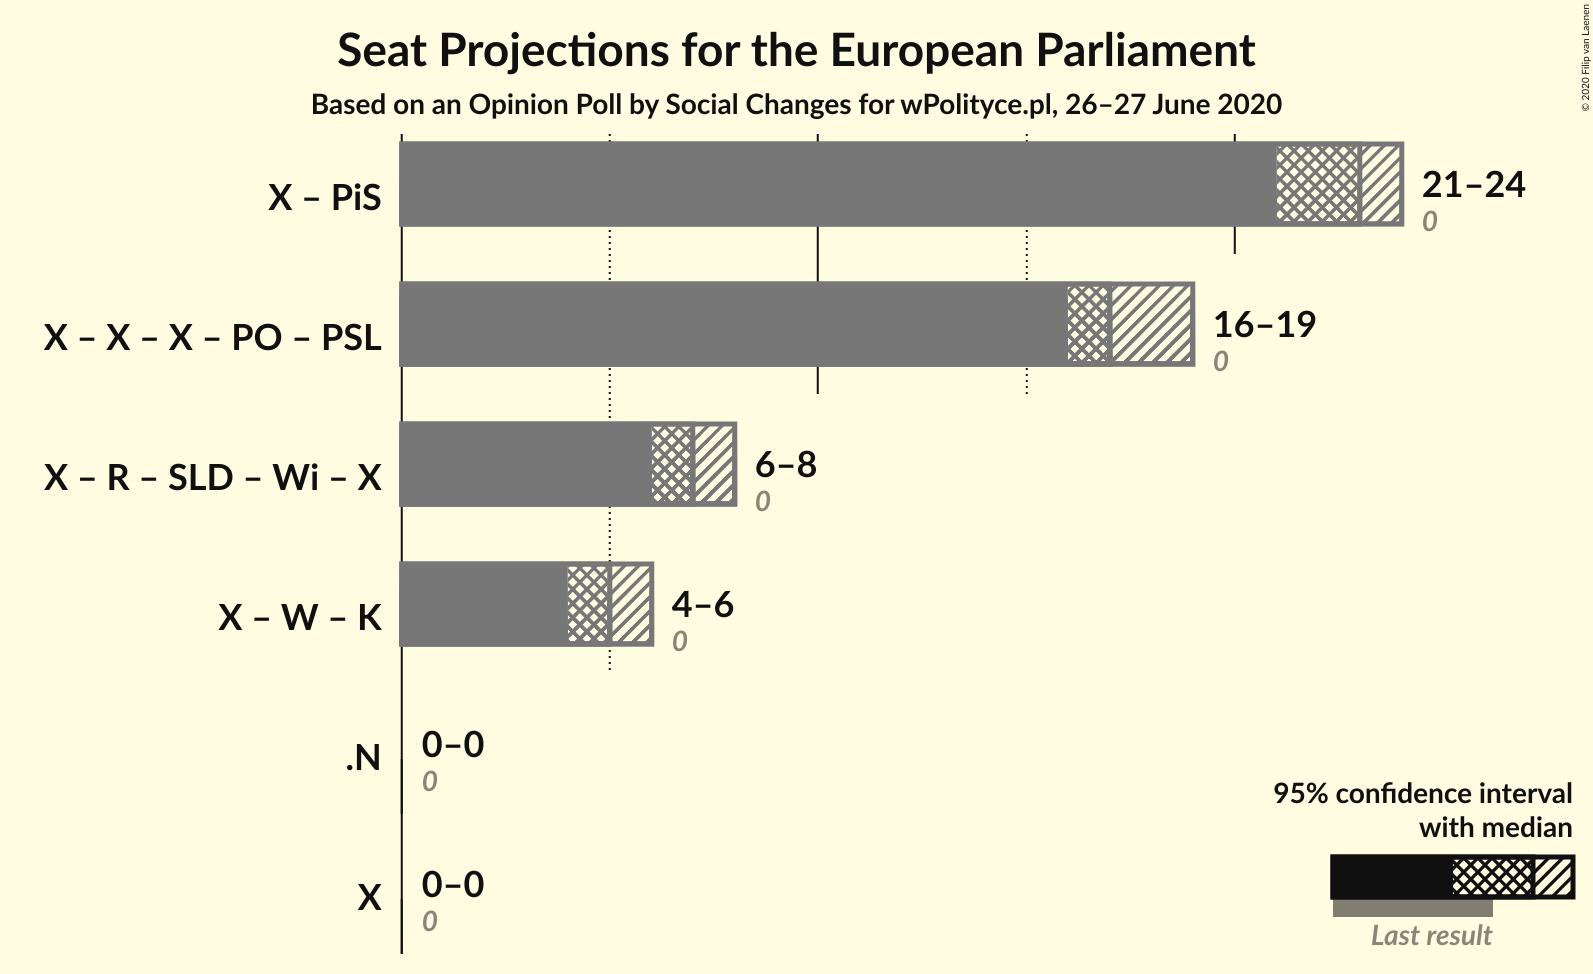 Seat Projections for the European Parliament
Based on an Opinion Poll by Social Changes for wPolityce.pl, 26–27 June 2020
© 2020 Filip van Laenen
X – PiS
21–24
0
X – X – X – PO – PSL
16–19
0
X – R – SLD – Wi – X
6–8
0
X – W – K
4–6
0
.N
0–0
0
X
0–0
0
95% confidence interval
with median
Last result